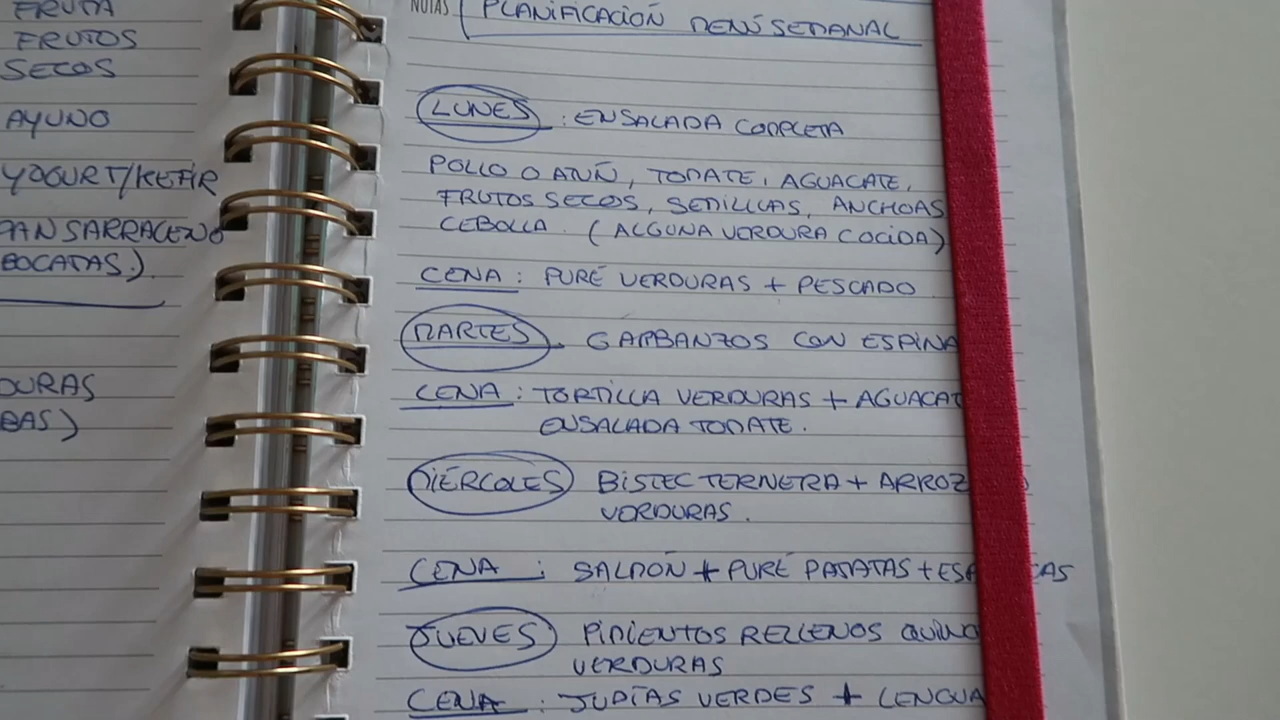 FRUTA
FRUTOS
SECOS
AYUNO
YOGURT/KEFIR
PAN SARRACENO
BOCATAS.).
NOTAS
PLANIFICACIÓN MENÚ SEMANAL
LUNES : ENSALADA COMPLETA
POLLO O ATÚN, TOMATE, AGUACATE,
FRUTOS SECOS, SEMILLAS, ANCHOAS
CEBOLLA. (ALGUNA VERDURA COCIDA)
CENA : PURÉ VERDURAS + PESCADO
MARTES. GARBANZOS CON ESPINA
CENA : TORTILLA VERDURAS + AGUACAT
ENSALADA TOMATE.
MIÉRCOLES BISTEC TERNERA + ARROZ
VERDURAS.
CENA : SALMÓN + PURÉ PATATAS +
JUEVES PIMIENTOS RELLENOS QUINO
VERDURAS
CENA : JUDÍAS VERDES + LENGUA